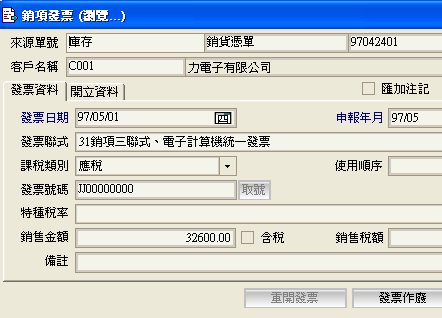 銷項發票 (瀏覽...)
來源單號 庫存 銷貨憑單 97042401
客戶名稱 C001 力電子有限公司
發票資料 開立資料 匯加注記
發票日期 97/05/01 西 申報年月 97/05
發票聯式 31銷項三聯式、電子計算機統一發票
課稅類別 應稅 使用順序
發票號碼 JJ00000000 取號
特種稅率
銷售金額 32600.00 含稅 銷售稅額
備註
重開發票 發票作廢